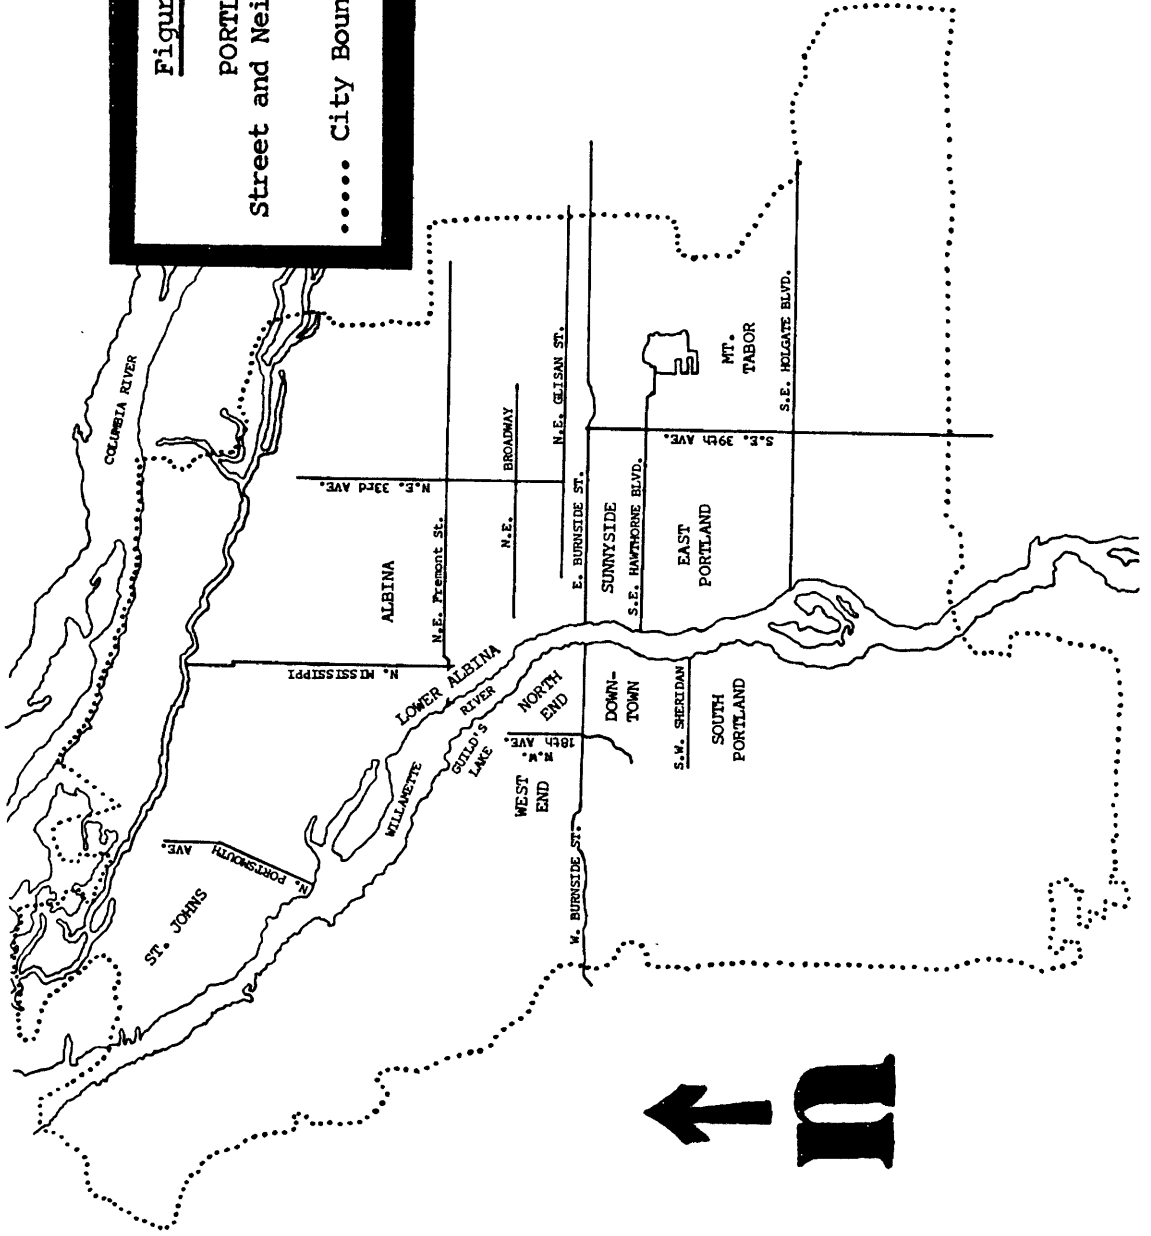 Figur
PORTL
Street and Nei
..... City Boun
COLUMBIA RIVER
N.E. 33rd AVE.
N.E. Fremont St.
N.E. BROADWAY
N.E. GLISAN ST.
E. BURNSIDE ST.
S.E. HAWTHORNE BLVD.
S.E. 39th AVE.
S.E. HOLGATE BLVD.
MT.
TABOR
ALBINA
SUNNYSIDE
EAST
PORTLAND
N. MISSISSIPPI
LOWER ALBINA
WILLAMETTE RIVER
GUILD'S
LAKE
NORTH
END
DOWN-
TOWN
N.W.
18th AVE.
WEST
END
S.W. SHERIDAN
SOUTH
PORTLAND
W. BURNSIDE ST.
N. PORTSMOUTH AVE.
ST. JOHNS
n